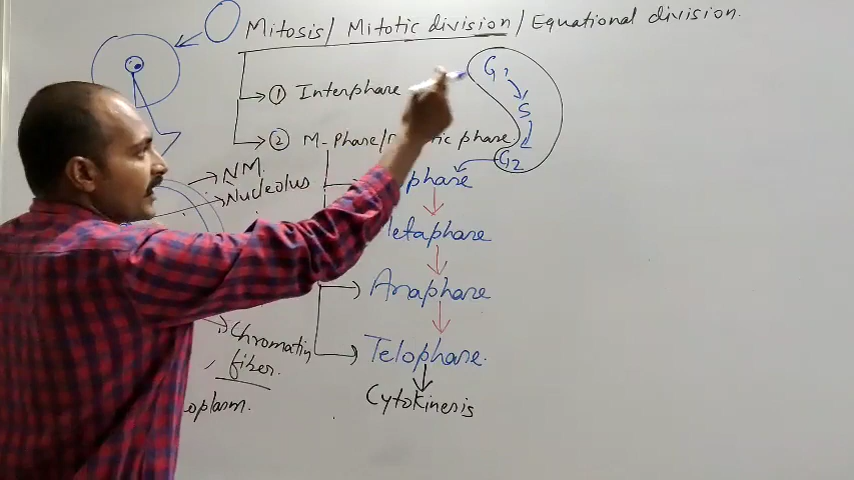 Mitosis/ Mitotic division/ Equational division.
① Interphase
G1
S
G2
② M-Phase/ phase
NM.
Nucleolus
phase
Metaphase
Anaphase
Chromatin
fiber.
Telophase.
oplasm.
Cytokinesis